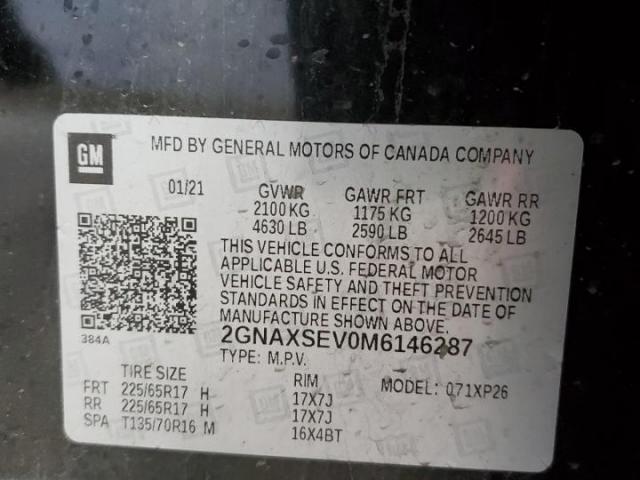 GM
MFD BY GENERAL MOTORS OF CANADA COMPANY
01/21 GVWR GAWR FRT GAWR RR
2100 KG 1175 KG 1200 KG
4630 LB 2590 LB 2645 LB
THIS VEHICLE CONFORMS TO ALL
APPLICABLE U.S. FEDERAL MOTOR
VEHICLE SAFETY AND THEFT PREVENTION
STANDARDS IN EFFECT ON THE DATE OF
MANUFACTURE SHOWN ABOVE.
384A
2GNAXSEV0M6146287
TYPE: M.P.V.
TIRE SIZE RIM MODEL: Q71XP26
FRT 225/65R17 H 17X7J
RR 225/65R17 H 17X7J
SPA T135/70R16 M 16X4BT